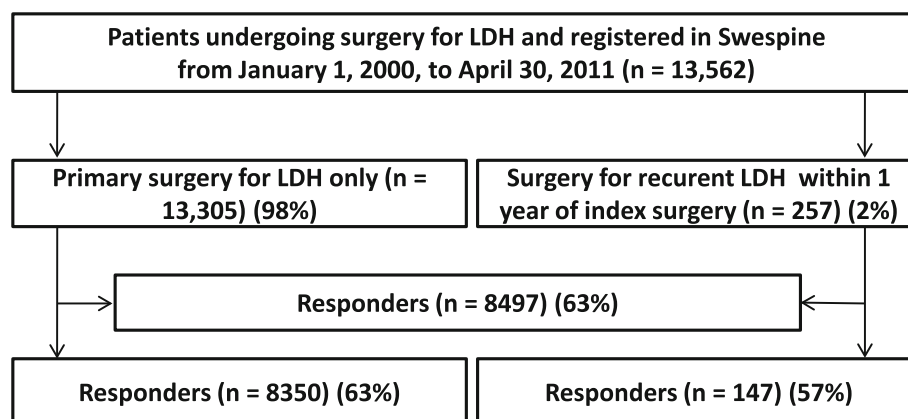 Patients undergoing surgery for LDH and registered in Swespine
from January 1, 2000, to April 30, 2011 (n = 13,562)
Primary surgery for LDH only (n =
13,305) (98%)
Surgery for recurent LDH within 1
year of index surgery (n = 257) (2%)
Responders (n = 8497) (63%)
Responders (n = 8350) (63%)
Responders (n = 147) (57%)